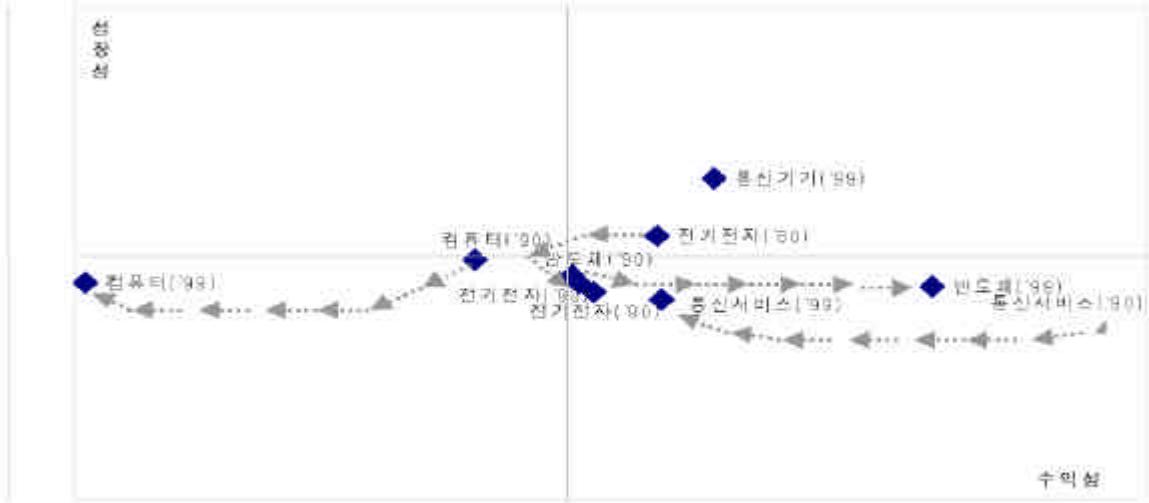 성
장
성
통신기기('99)
전기전자('80)
컴퓨터('90)
반도체('90)
컴퓨터('99)
반도체('99)
전기전자('99)
통신서비스('99)
통신서비스('90)
전기전자('90)
수익성